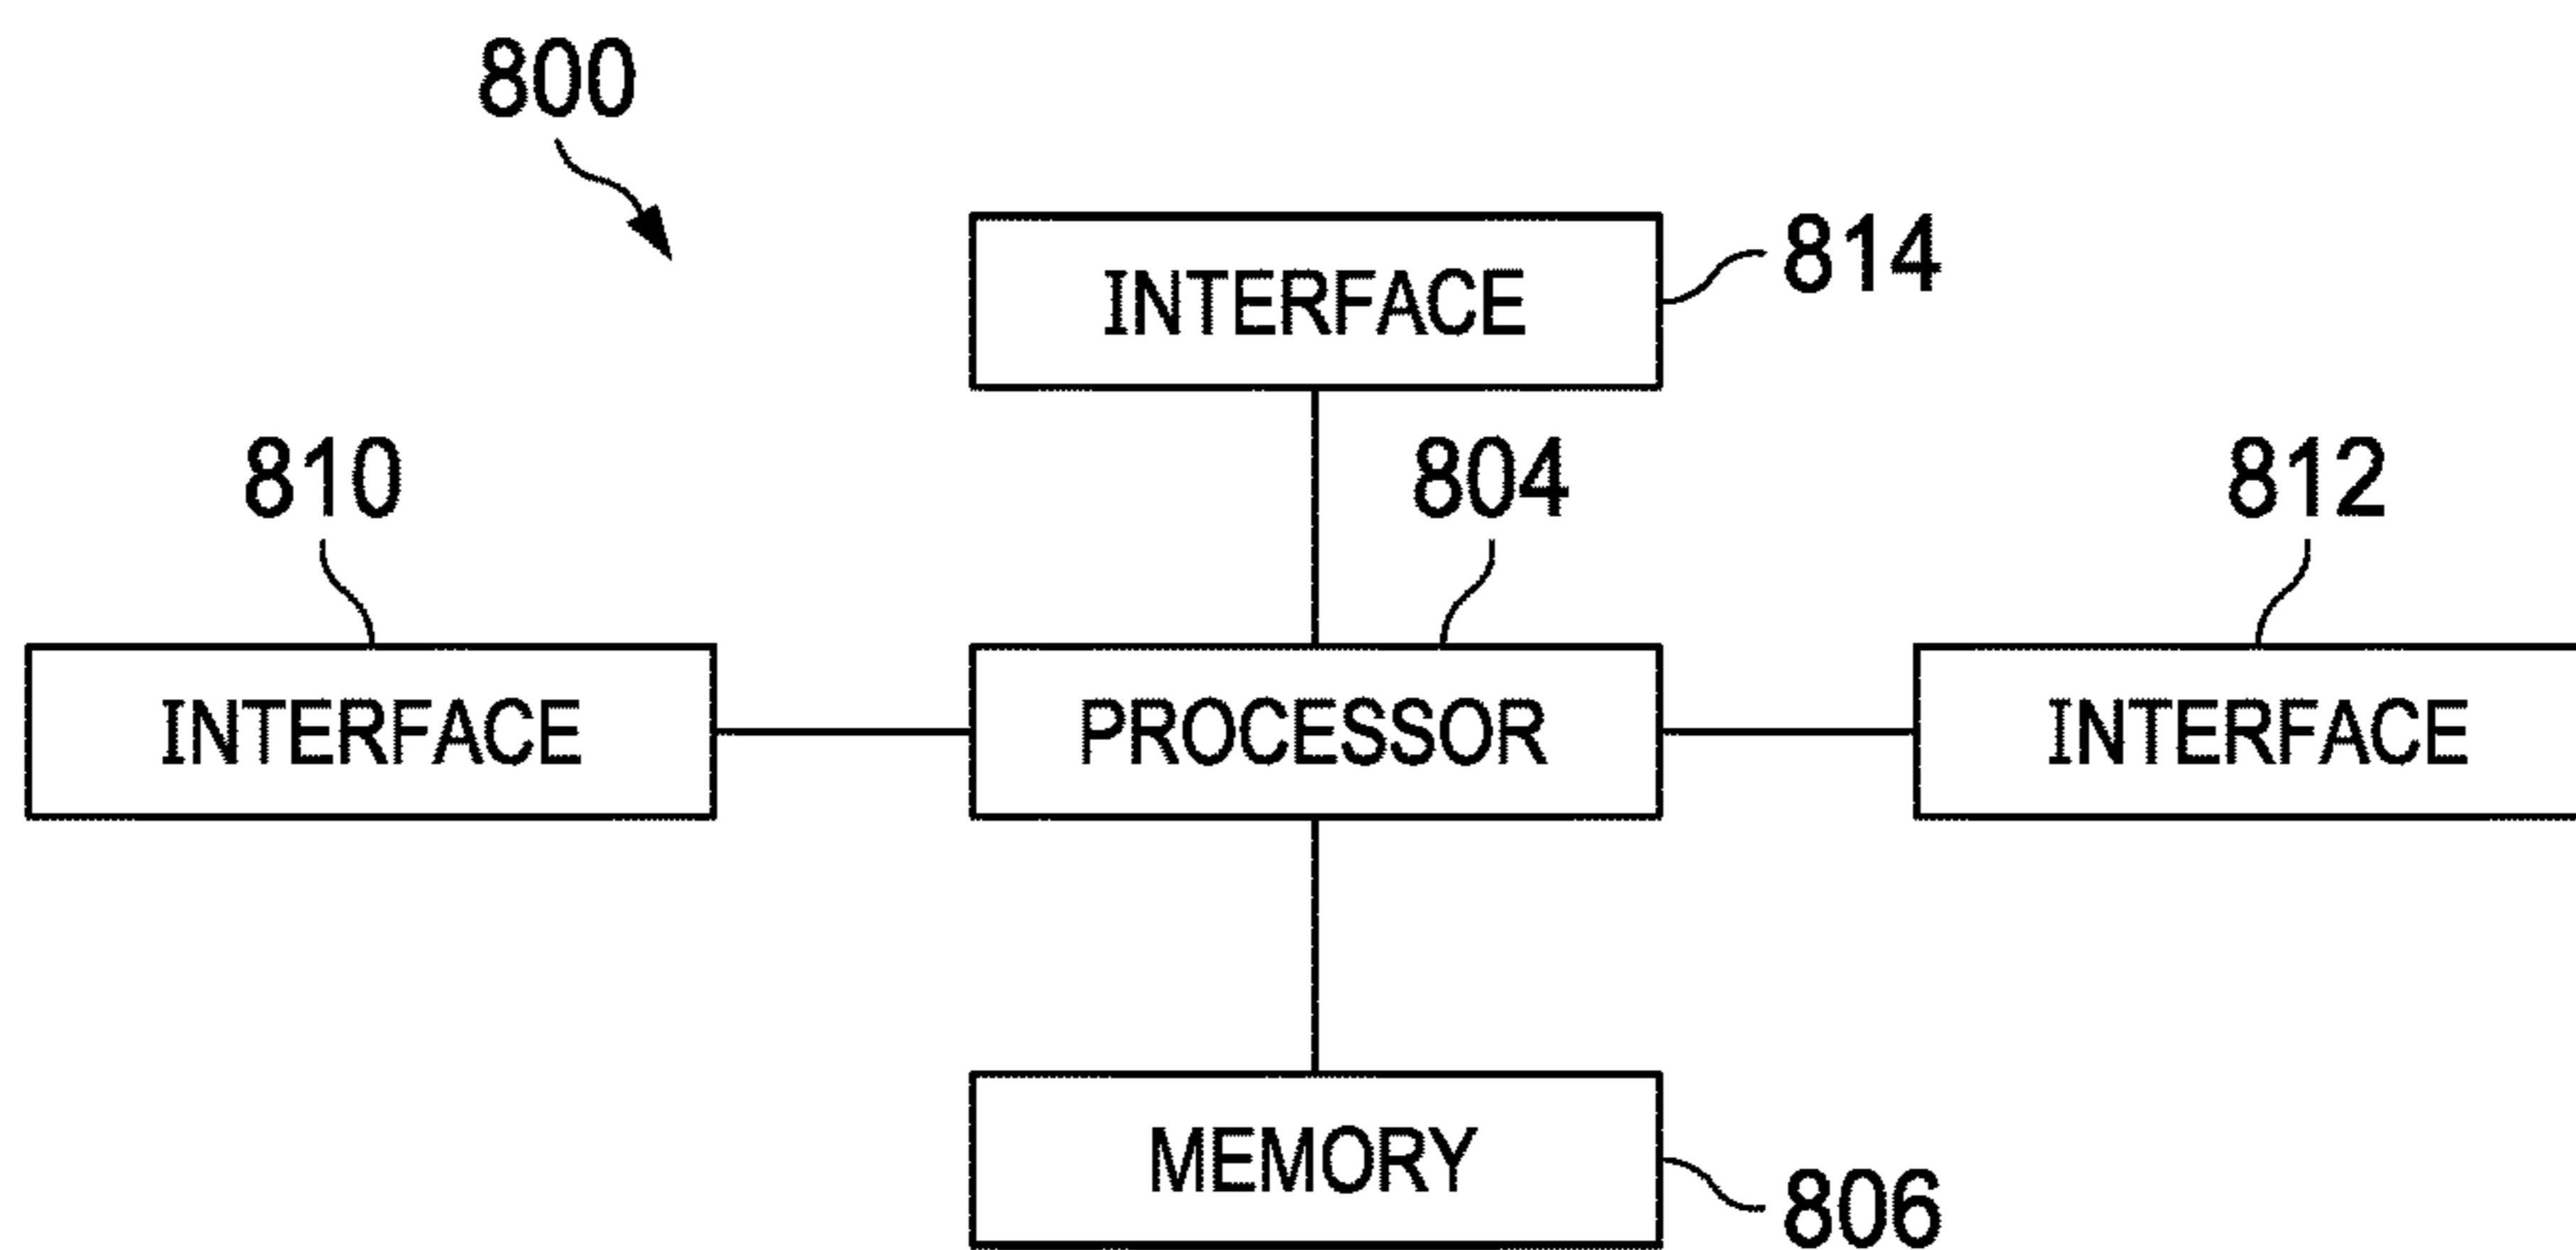 800
INTERFACE
814
810
804
812
INTERFACE
PROCESSOR
INTERFACE
MEMORY
806